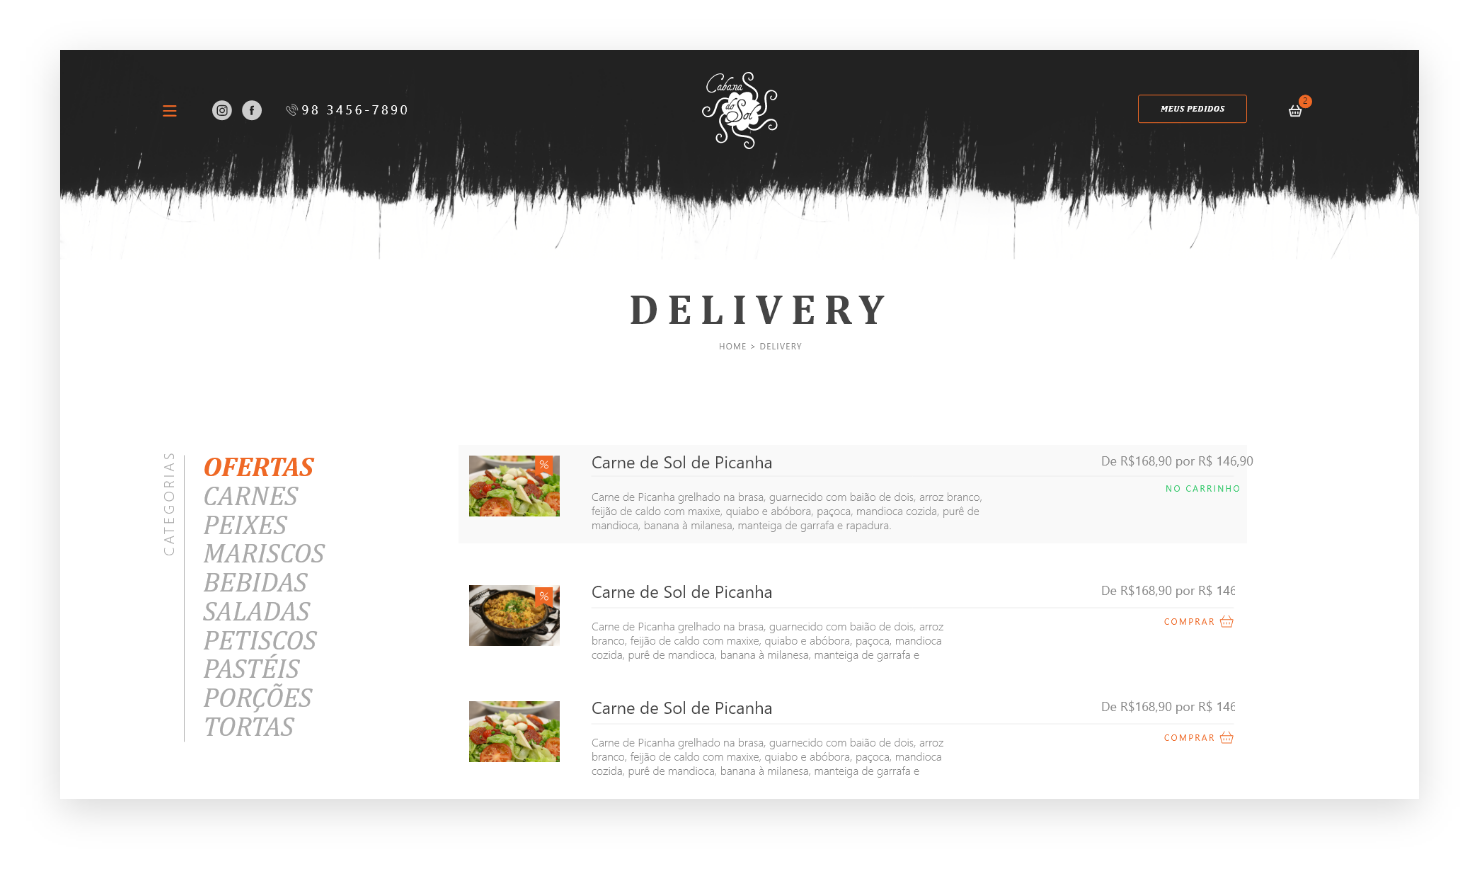 98 3456-7890
Cabana
do
Sol
MEUS PEDIDOS
2
DELIVERY
HOME > DELIVERY
CATEGORIAS
OFERTAS
CARNES
PEIXES
MARISCOS
BEBIDAS
SALADAS
PETISCOS
PASTÉIS
PORÇÕES
TORTAS
%
Carne de Sol de Picanha
De R$168,90 por R$ 146,90
NO CARRINHO
Carne de Picanha grelhado na brasa, guarnecido com baião de dois, arroz branco,
feijão de caldo com maxixe, quiabo e abóbora, paçoca, mandioca cozida, purê de
mandioca, banana à milanesa, manteiga de garrafa e rapadura.
%
Carne de Sol de Picanha
De R$168,90 por R$ 146
COMPRAR
Carne de Picanha grelhado na brasa, guarnecido com baião de dois, arroz
branco, feijão de caldo com maxixe, quiabo e abóbora, paçoca, mandioca
cozida, purê de mandioca, banana à milanesa, manteiga de garrafa e
Carne de Sol de Picanha
De R$168,90 por R$ 146
COMPRAR
Carne de Picanha grelhado na brasa, guarnecido com baião de dois, arroz
branco, feijão de caldo com maxixe, quiabo e abóbora, paçoca, mandioca
cozida, purê de mandioca, banana à milanesa, manteiga de garrafa e